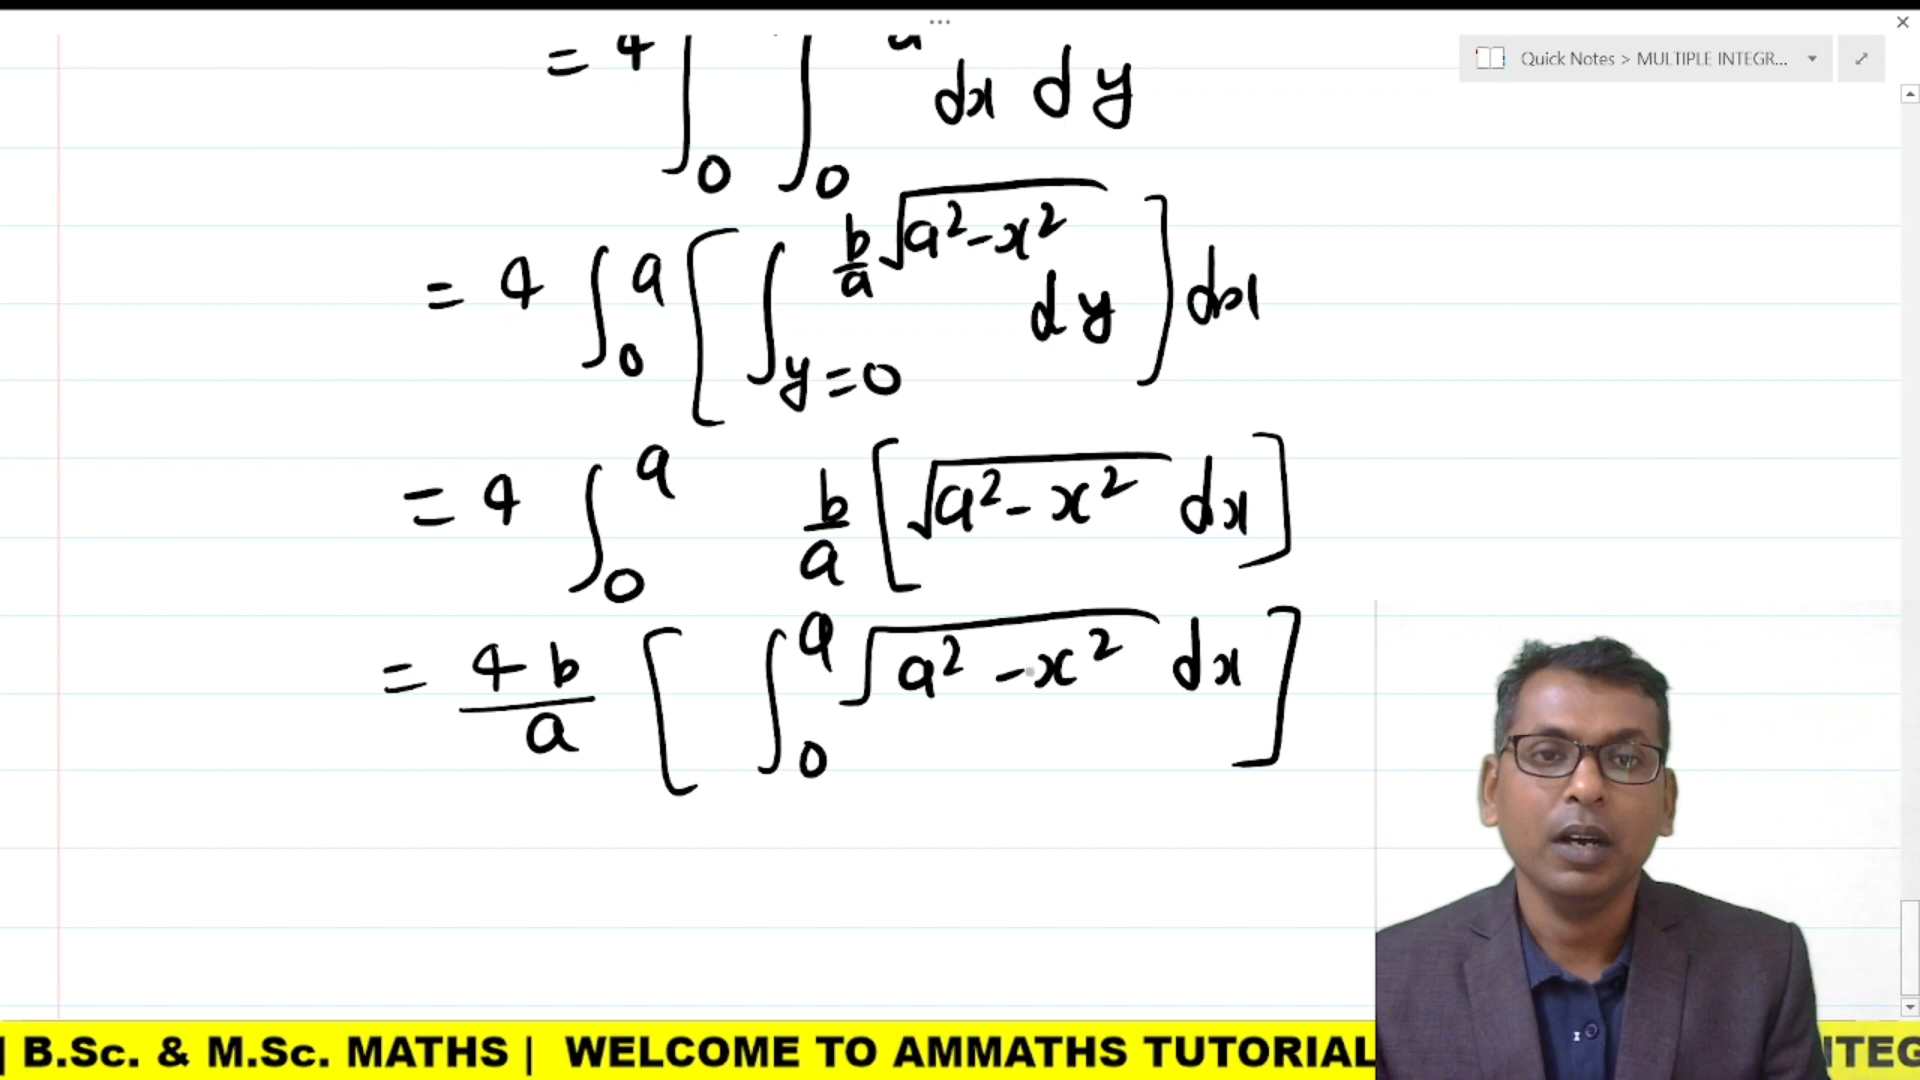 Quick Notes > MULTIPLE INTEGR...
= 4 ∫₀ ∫₀ dx dy
= 4 ∫₀^a [ ∫_{y=0}^{b/a √(a²-x²)} dy ] dx
= 4 ∫₀^a b/a [ √(a²-x²) dx ]
= 4b/a [ ∫₀^a √(a²-x²) dx ]
| B.Sc. & M.Sc. MATHS | WELCOME TO AMMATHS TUTORIAL